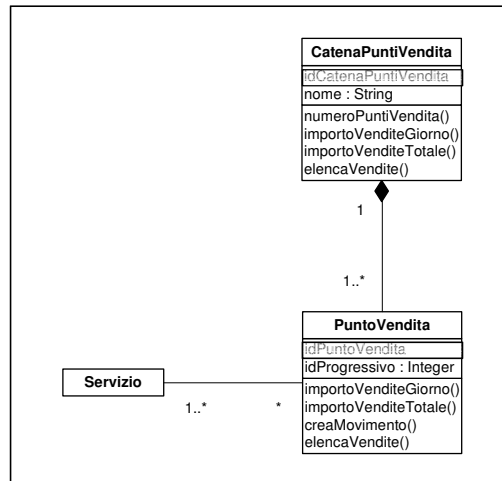 CatenaPuntiVendita
idCatenaPuntiVendita
nome : String
numeroPuntiVendita()
importoVenditeGiorno()
importoVenditeTotale()
elencaVendite()
1
1..*
PuntoVendita
idPuntoVendita
idProgressivo : Integer
importoVenditeGiorno()
importoVenditeTotale()
creaMovimento()
elencaVendite()
Servizio
1..*
*